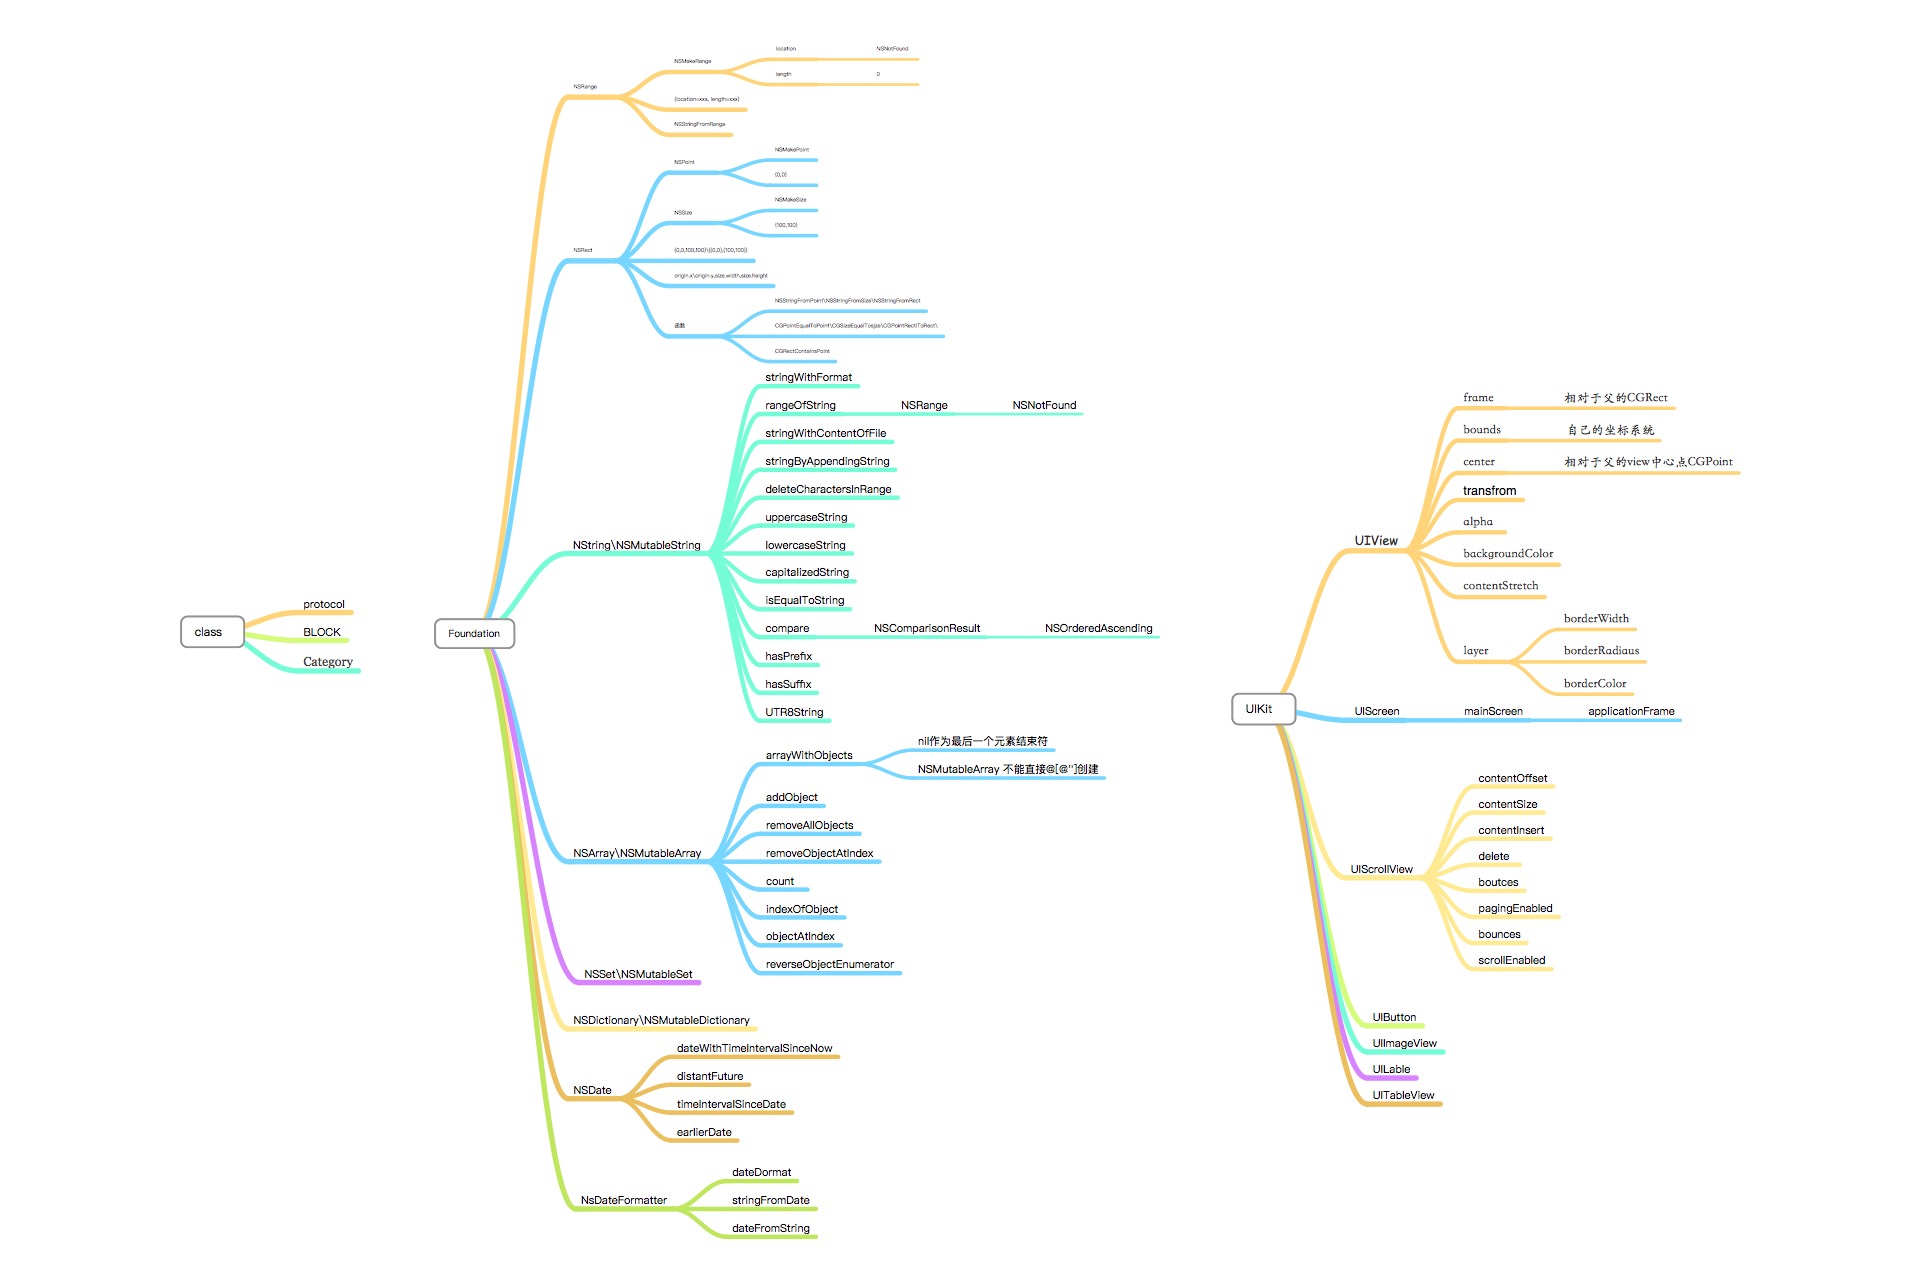 class
protocol
BLOCK
Category
Foundation
NSRange
NSMakeRange
location
NSNotFound
length
0
{location=xxx, length=xxx}
NSStringFromRange
NSRect
NSPoint
NSMakePoint
{0,0}
NSSize
NSMakeSize
{100,100}
{0,0,100,100}\{{0,0},{100,100}}
origin.x\origin.y,size.width,size.height
函数
NSStringFromPoint\NSStringFromSize\NSStringFromRect
CGPointEqualToPoint\CGSizeEqualTosjze\CGPointRectlToRect\
CGRectContainsPoint
NString\NSMutableString
stringWithFormat
rangeOfString
NSRange
NSNotFound
stringWithContentOfFile
stringByAppendingString
deleteCharactersInRange
uppercaseString
lowercaseString
capitalizedString
isEqualToString
compare
NSComparisonResult
NSOrderedAscending
hasPrefix
hasSuffix
UTR8String
NSArray\NSMutableArray
arrayWithObjects
nil作为最后一个元素结束符
NSMutableArray 不能直接@[@"]创建
addObject
removeAllObjects
removeObjectAtIndex
count
indexOfObject
objectAtIndex
reverseObjectEnumerator
NSSet\NSMutableSet
NSDictionary\NSMutableDictionary
NSDate
dateWithTimeIntervalSinceNow
distantFuture
timeIntervalSinceDate
earlierDate
NsDateFormatter
dateDormat
stringFromDate
dateFromString
UIKit
UIView
frame
相对于父的CGRect
bounds
自己的坐标系统
center
相对于父的view中心点CGPoint
transfrom
alpha
backgroundColor
contentStretch
layer
borderWidth
borderRadiaus
borderColor
UIScreen
mainScreen
applicationFrame
UIScrollView
contentOffset
contentSize
contentInsert
delete
boutces
pagingEnabled
bounces
scrollEnabled
UIButton
UIImageView
UILable
UITableView